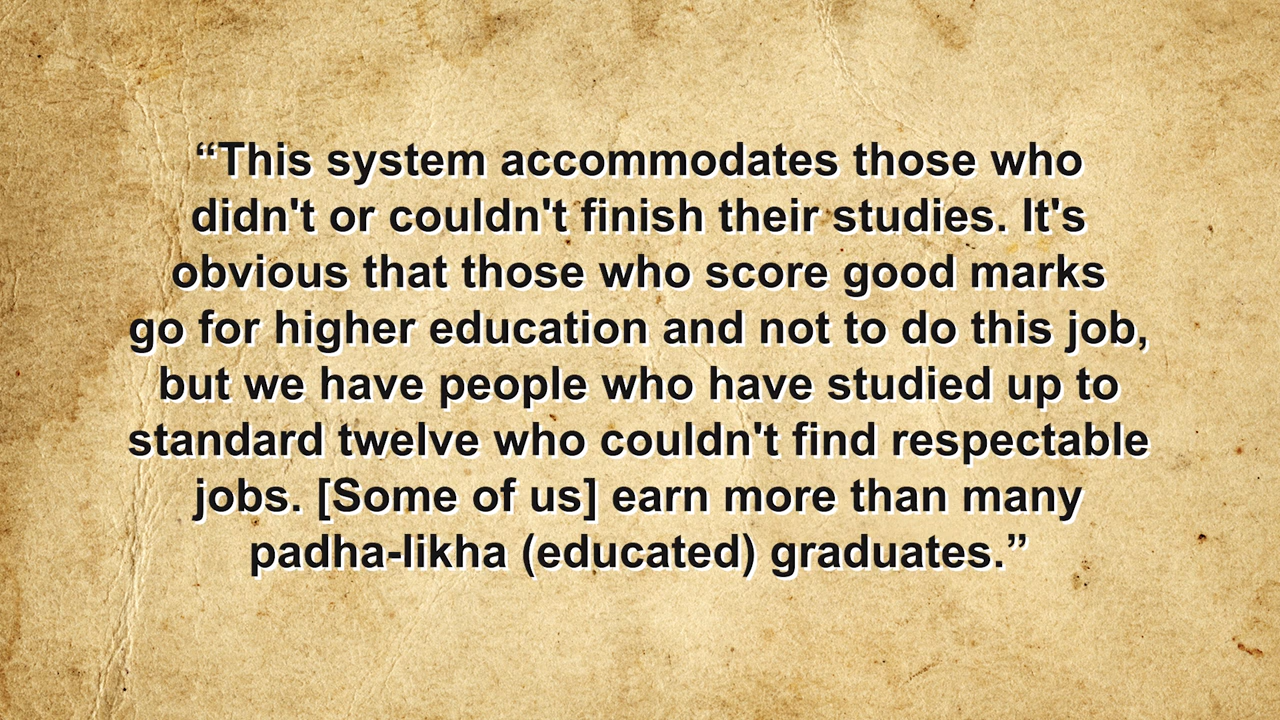 “This system accommodates those who
didn't or couldn't finish their studies. It's
obvious that those who score good marks
go for higher education and not to do this job,
but we have people who have studied up to
standard twelve who couldn't find respectable
jobs. [Some of us] earn more than many
padha-likha (educated) graduates.”